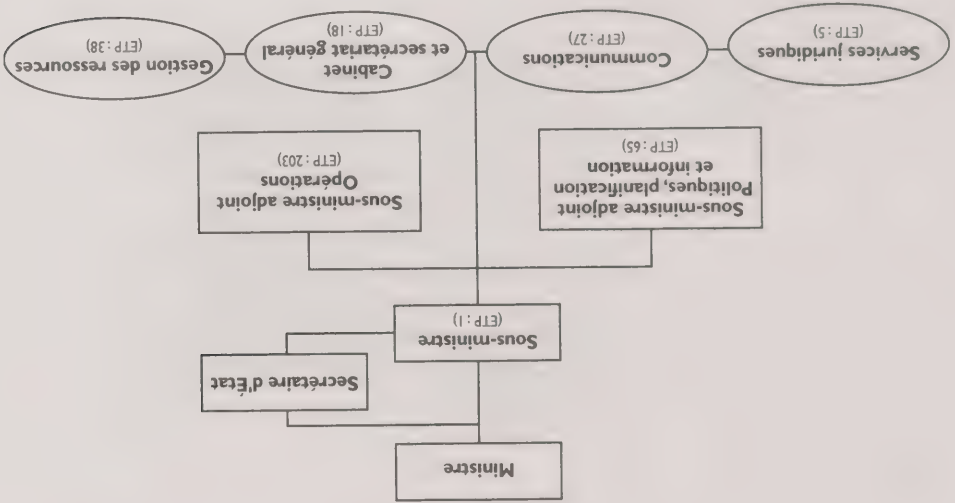 Ministre
Secrétaire d'État
Sous-ministre
(ETP : 1)
Sous-ministre adjoint
Opérations
(ETP : 203)
Sous-ministre adjoint
Politiques, planification
et information
(ETP : 65)
Gestion des ressources
(ETP : 38)
Cabinet
et secrétariat général
(ETP : 18)
Communications
(ETP : 27)
Services juridiques
(ETP : 5)